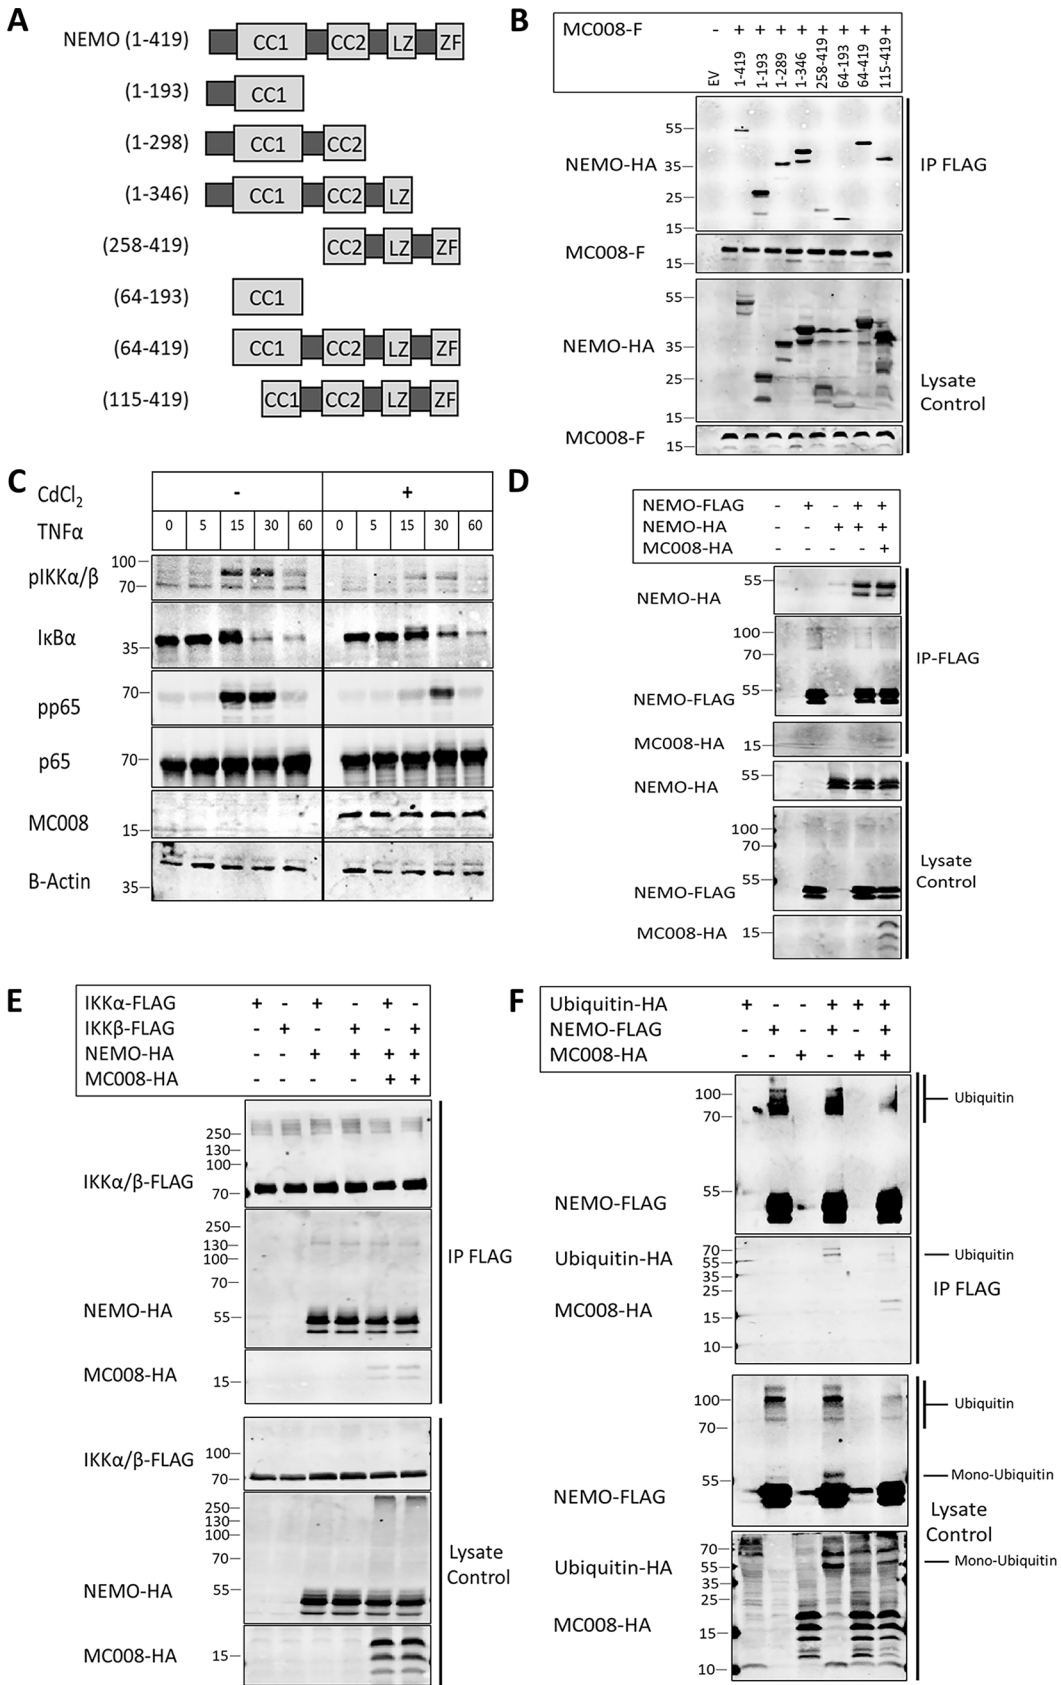 A
NEMO (1-419) CC1 CC2 LZ ZF
(1-193) CC1
(1-298) CC1 CC2
(1-346) CC1 CC2 LZ
(258-419) CC2 LZ ZF
(64-193) CC1
(64-419) CC1 CC2 LZ ZF
(115-419) CC1 CC2 LZ ZF
B
MC008-F - + + + + + + + +
EV 1-419 1-193 1-289 1-346 258-419 64-193 64-419 115-419
NEMO-HA
55
35
25
15
IP FLAG
MC008-F
15
NEMO-HA
55
35
25
15
Lysate
Control
MC008-F
15
C
CdCl2 - +
TNFα 0 5 15 30 60 0 5 15 30 60
pIKKα/β
100
70
IκBα
35
pp65
70
p65
70
MC008
15
B-Actin
35
D
NEMO-FLAG - + - + +
NEMO-HA - - + + +
MC008-HA - - - - +
NEMO-HA
55
100
70
IP-FLAG
NEMO-FLAG
55
MC008-HA
15
NEMO-HA
55
100
70
Lysate
Control
NEMO-FLAG
55
MC008-HA
15
E
IKKα-FLAG + - + - + -
IKKβ-FLAG - + - + - +
NEMO-HA - - + + + +
MC008-HA - - - - + +
250
130
100
IKKα/β-FLAG
70
250
130
100
70
IP FLAG
NEMO-HA
55
MC008-HA
15
IKKα/β-FLAG
100
70
250
130
100
70
Lysate
Control
NEMO-HA
55
MC008-HA
15
F
Ubiquitin-HA + - - + + +
NEMO-FLAG - + - + - +
MC008-HA - - + - + +
100
70
Ubiquitin
NEMO-FLAG
55
Ubiquitin-HA
70
55
35
25
Ubiquitin
IP FLAG
MC008-HA
15
10
100
70
Ubiquitin
55
Mono-Ubiquitin
NEMO-FLAG
Lysate
Control
Ubiquitin-HA
70
55
35
25
Mono-Ubiquitin
MC008-HA
15
10